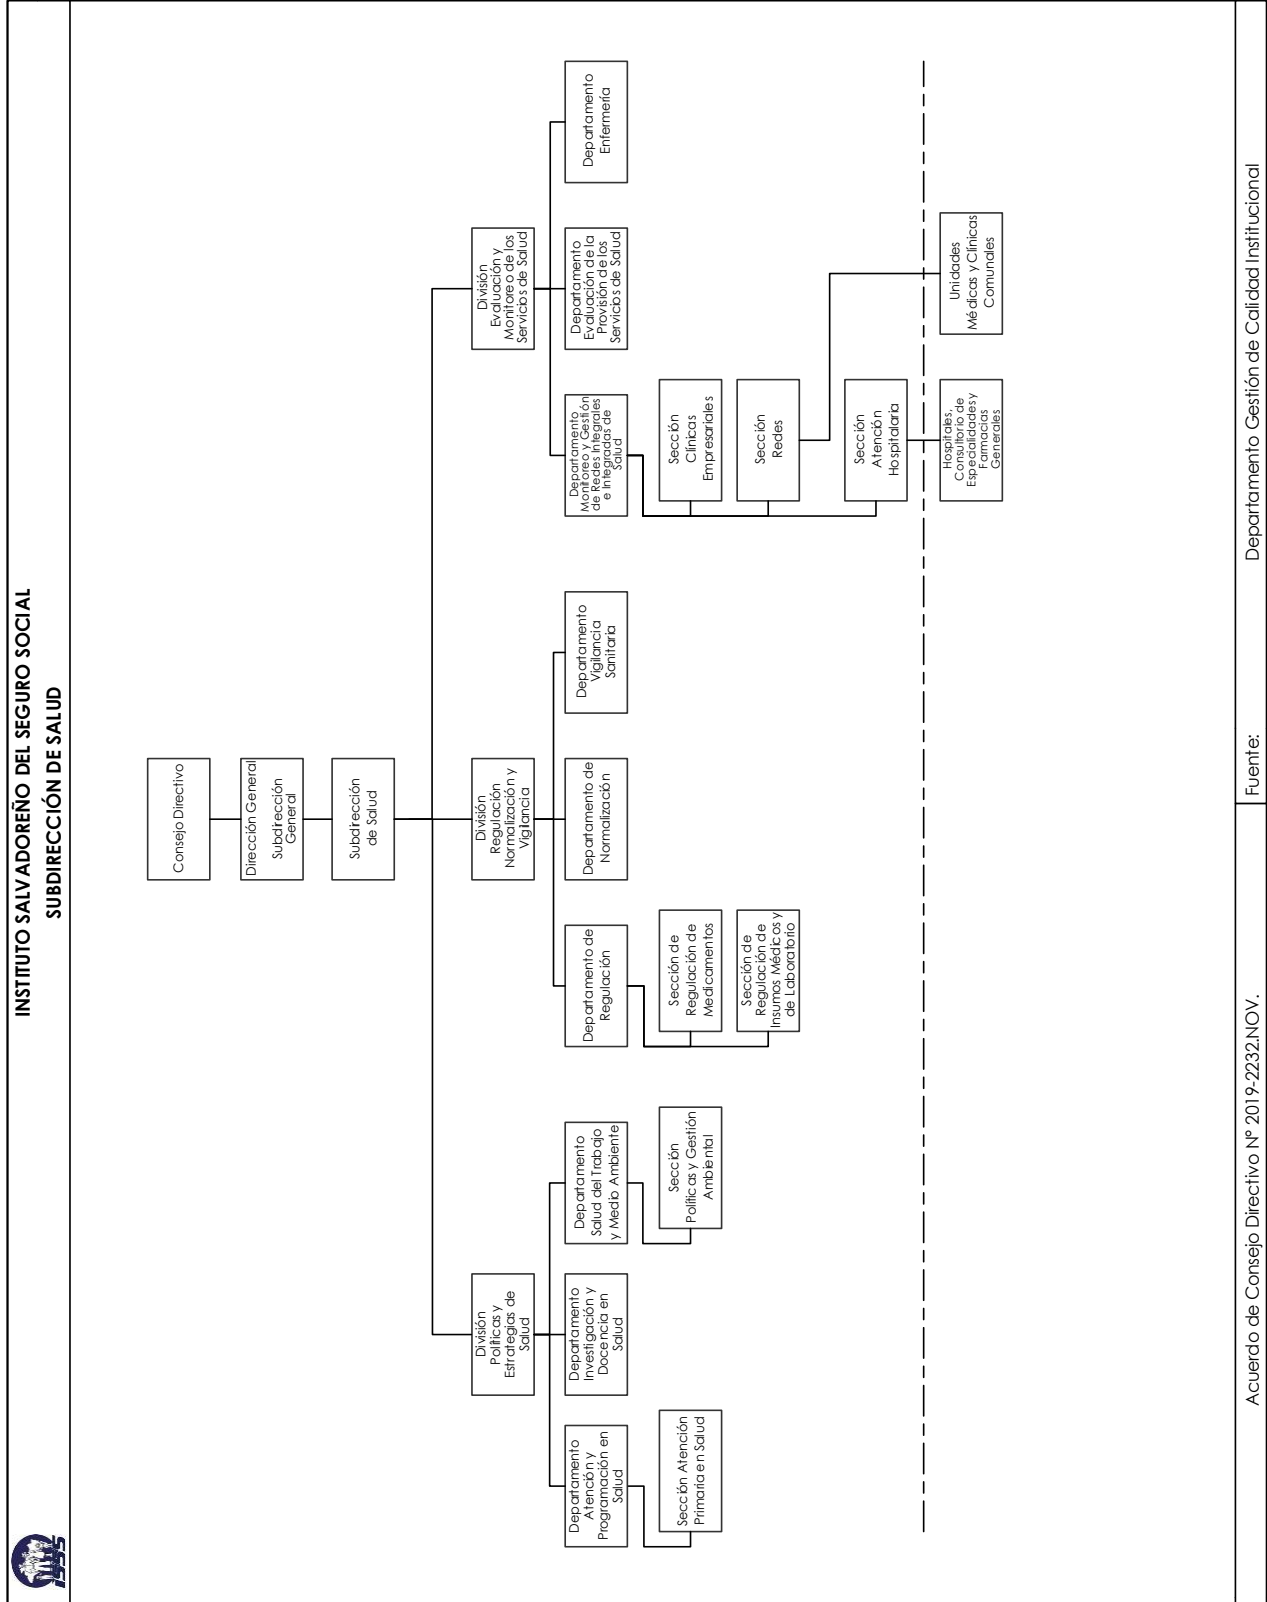 INSTITUTO SALVADOREÑO DEL SEGURO SOCIAL
SUBDIRECCIÓN DE SALUD
ISSS
Consejo Directivo
Dirección General
Subdirección
General
Subdirección
de Salud
División
Políticas y
Estrategias de
Salud
División
Regulación
Normalización y
Vigilancia
División
Evaluación y
Monitoreo de los
Servicios de Salud
Departamento
Atención y
Programación en
Salud
Departamento
Investigación y
Docencia en
Salud
Departamento
Salud del Trabajo
y Medio Ambiente
Departamento de
Regulación
Departamento de
Normalización
Departamento
Vigilancia
Sanitaria
Departamento
Monitoreo y Gestión
de Redes Integrales
e Integradas de
Salud
Departamento
Evaluación de la
Provisión de los
Servicios de Salud
Departamento
Enfermería
Sección Atención
Primaria en Salud
Sección
Políticas y Gestión
Ambiental
Sección de
Regulación de
Medicamentos
Sección
Clínicas
Empresariales
Sección de
Regulación de
Insumos Médicos y
de Laboratorio
Sección
Redes
Sección
Atención
Hospitalaria
Hospitales,
Consultorio de
Especialidades y
Farmacias
Generales
Unidades
Médicas y Clínicas
Comunales
Acuerdo de Consejo Directivo Nº 2019-2232.NOV.
Fuente:
Departamento Gestión de Calidad Institucional